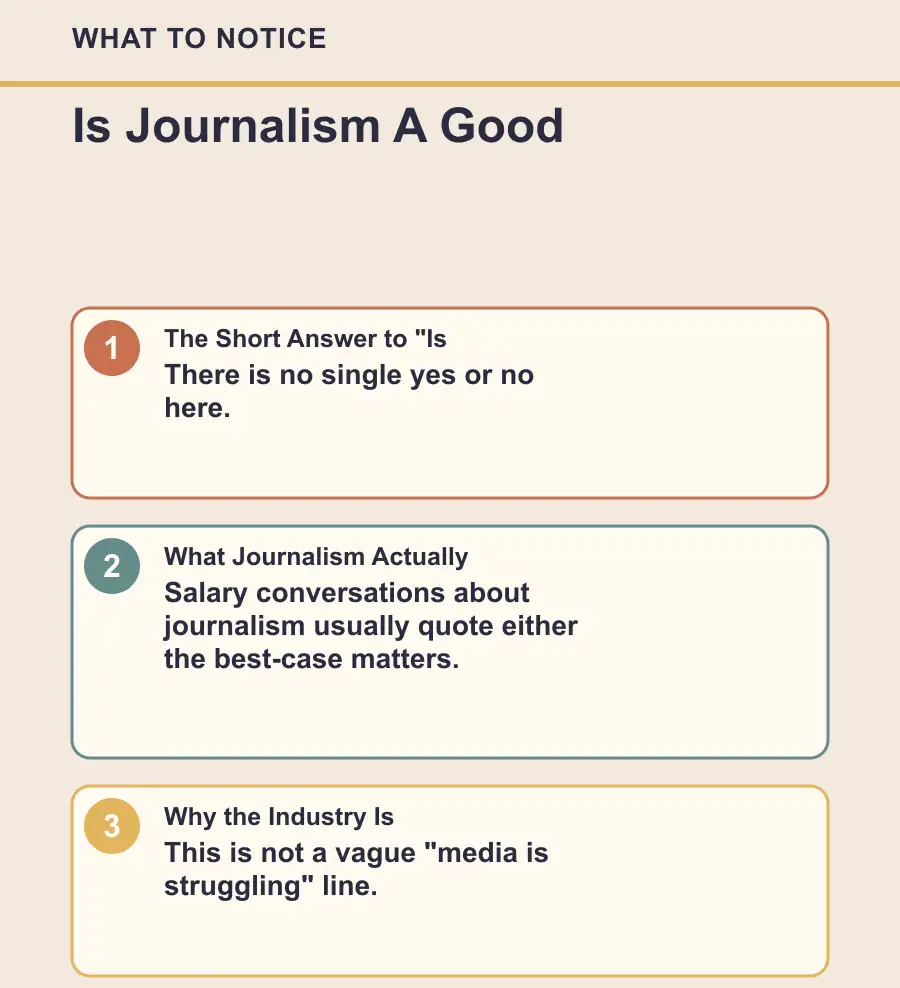 WHAT TO NOTICE
Is Journalism A Good
1
The Short Answer to "Is
There is no single yes or no
here.
2
What Journalism Actually
Salary conversations about
journalism usually quote either
the best-case matters.
3
Why the Industry Is
This is not a vague "media is
struggling" line.